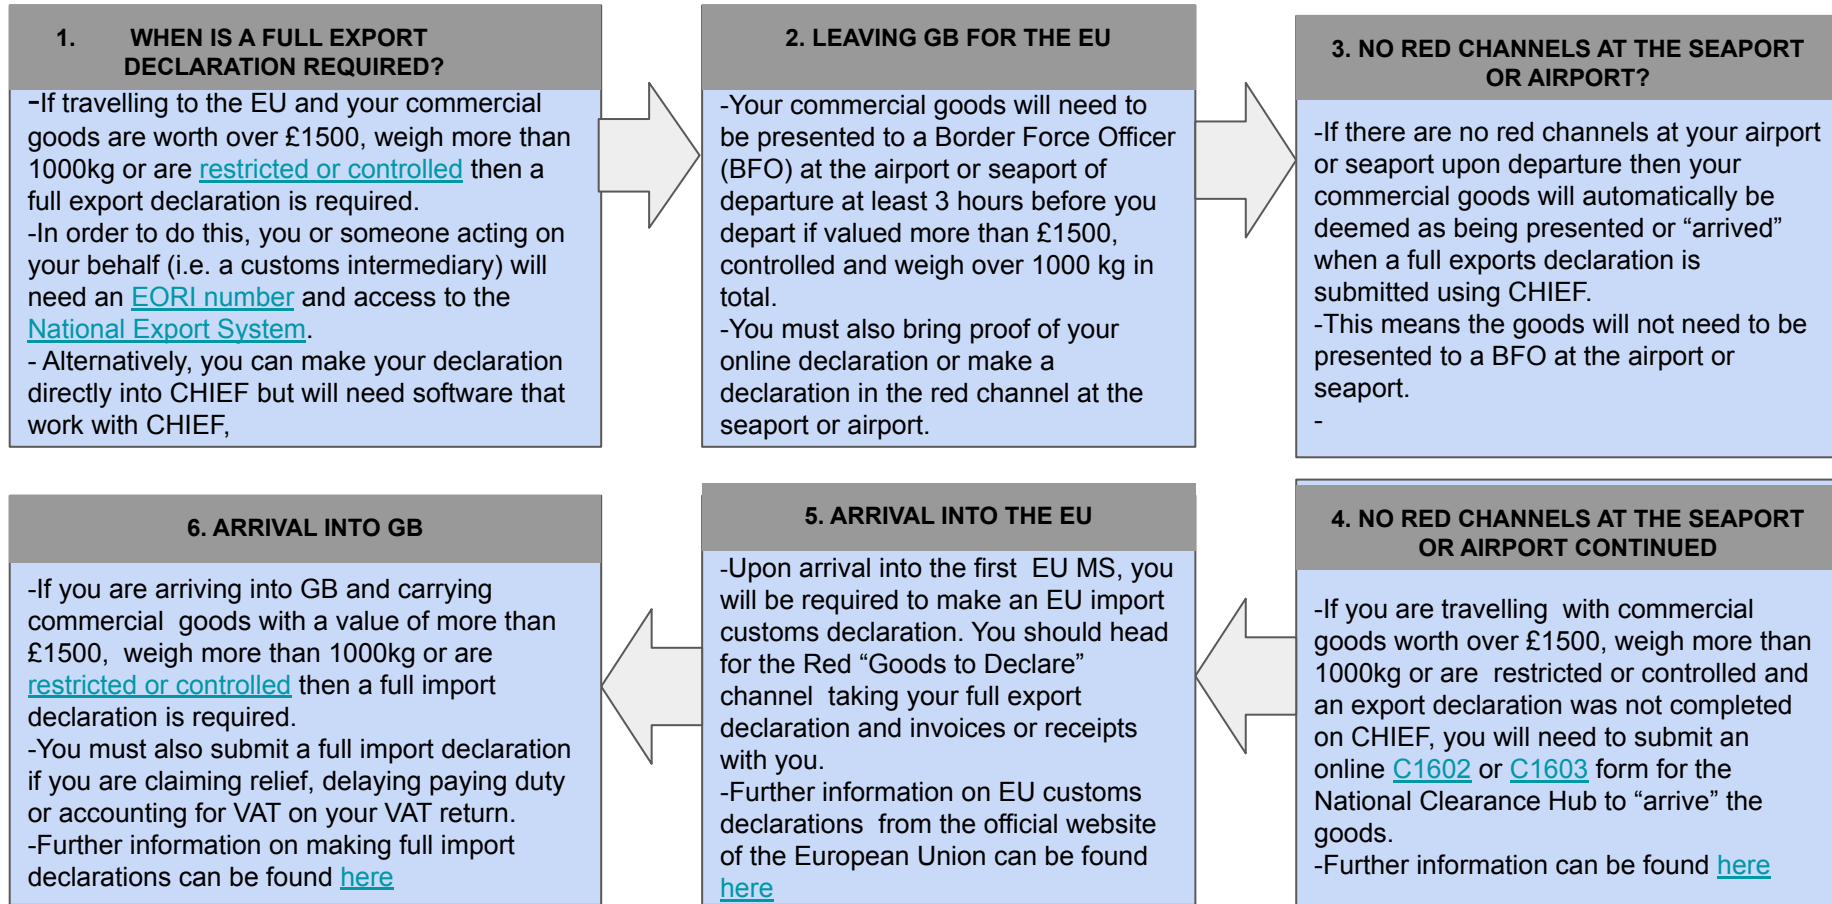 1. WHEN IS A FULL EXPORT
DECLARATION REQUIRED?
-If travelling to the EU and your commercial
goods are worth over £1500, weigh more than
1000kg or are restricted or controlled then a
full export declaration is required.
-In order to do this, you or someone acting on
your behalf (i.e. a customs intermediary) will
need an EORI number and access to the
National Export System.
- Alternatively, you can make your declaration
directly into CHIEF but will need software that
work with CHIEF,
2. LEAVING GB FOR THE EU
-Your commercial goods will need to
be presented to a Border Force Officer
(BFO) at the airport or seaport of
departure at least 3 hours before you
depart if valued more than £1500,
controlled and weigh over 1000 kg in
total.
-You must also bring proof of your
online declaration or make a
declaration in the red channel at the
seaport or airport.
3. NO RED CHANNELS AT THE SEAPORT
OR AIRPORT?
-If there are no red channels at your airport
or seaport upon departure then your
commercial goods will automatically be
deemed as being presented or “arrived”
when a full exports declaration is
submitted using CHIEF.
-This means the goods will not need to be
presented to a BFO at the airport or
seaport.
-
4. NO RED CHANNELS AT THE SEAPORT
OR AIRPORT CONTINUED
-If you are travelling with commercial
goods worth over £1500, weigh more than
1000kg or are restricted or controlled and
an export declaration was not completed
on CHIEF, you will need to submit an
online C1602 or C1603 form for the
National Clearance Hub to “arrive” the
goods.
-Further information can be found here
5. ARRIVAL INTO THE EU
-Upon arrival into the first EU MS, you
will be required to make an EU import
customs declaration. You should head
for the Red “Goods to Declare”
channel taking your full export
declaration and invoices or receipts
with you.
-Further information on EU customs
declarations from the official website
of the European Union can be found
here
6. ARRIVAL INTO GB
-If you are arriving into GB and carrying
commercial goods with a value of more than
£1500, weigh more than 1000kg or are
restricted or controlled then a full import
declaration is required.
-You must also submit a full import declaration
if you are claiming relief, delaying paying duty
or accounting for VAT on your VAT return.
-Further information on making full import
declarations can be found here